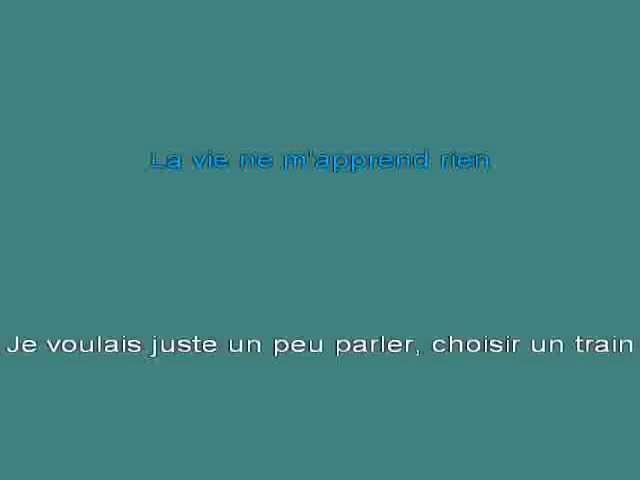 La vie ne m'apprend rien
Je voulais juste un peu parler, choisir un train